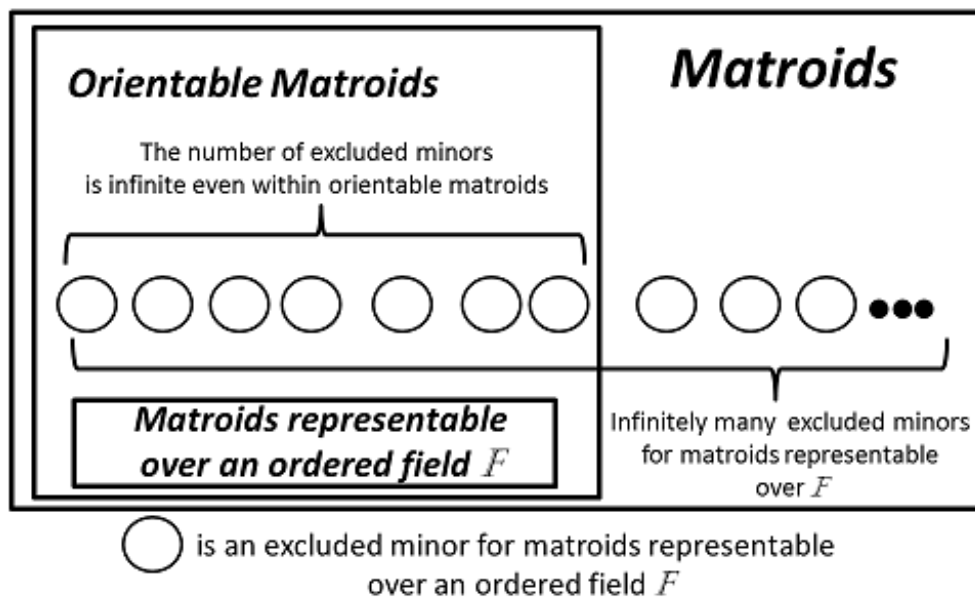 Orientable Matroids
Matroids
The number of excluded minors
is infinite even within orientable matroids
Matroids representable
over an ordered field F
Infinitely many excluded minors
for matroids representable
over F
is an excluded minor for matroids representable
over an ordered field F